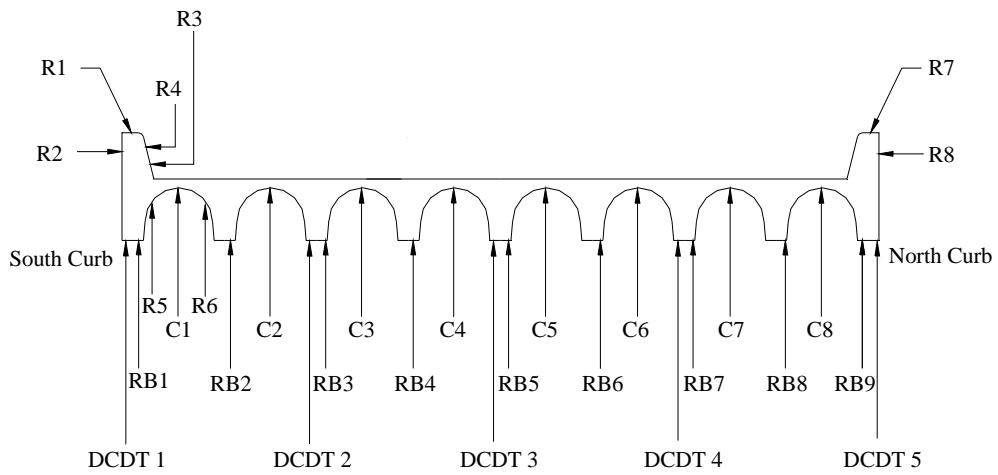 R3
R1
R7
R4
R2
R8
South Curb
North Curb
R5
R6
C1
C2
C3
C4
C5
C6
C7
C8
RB1
RB2
RB3
RB4
RB5
RB6
RB7
RB8
RB9
DCDT 1
DCDT 2
DCDT 3
DCDT 4
DCDT 5